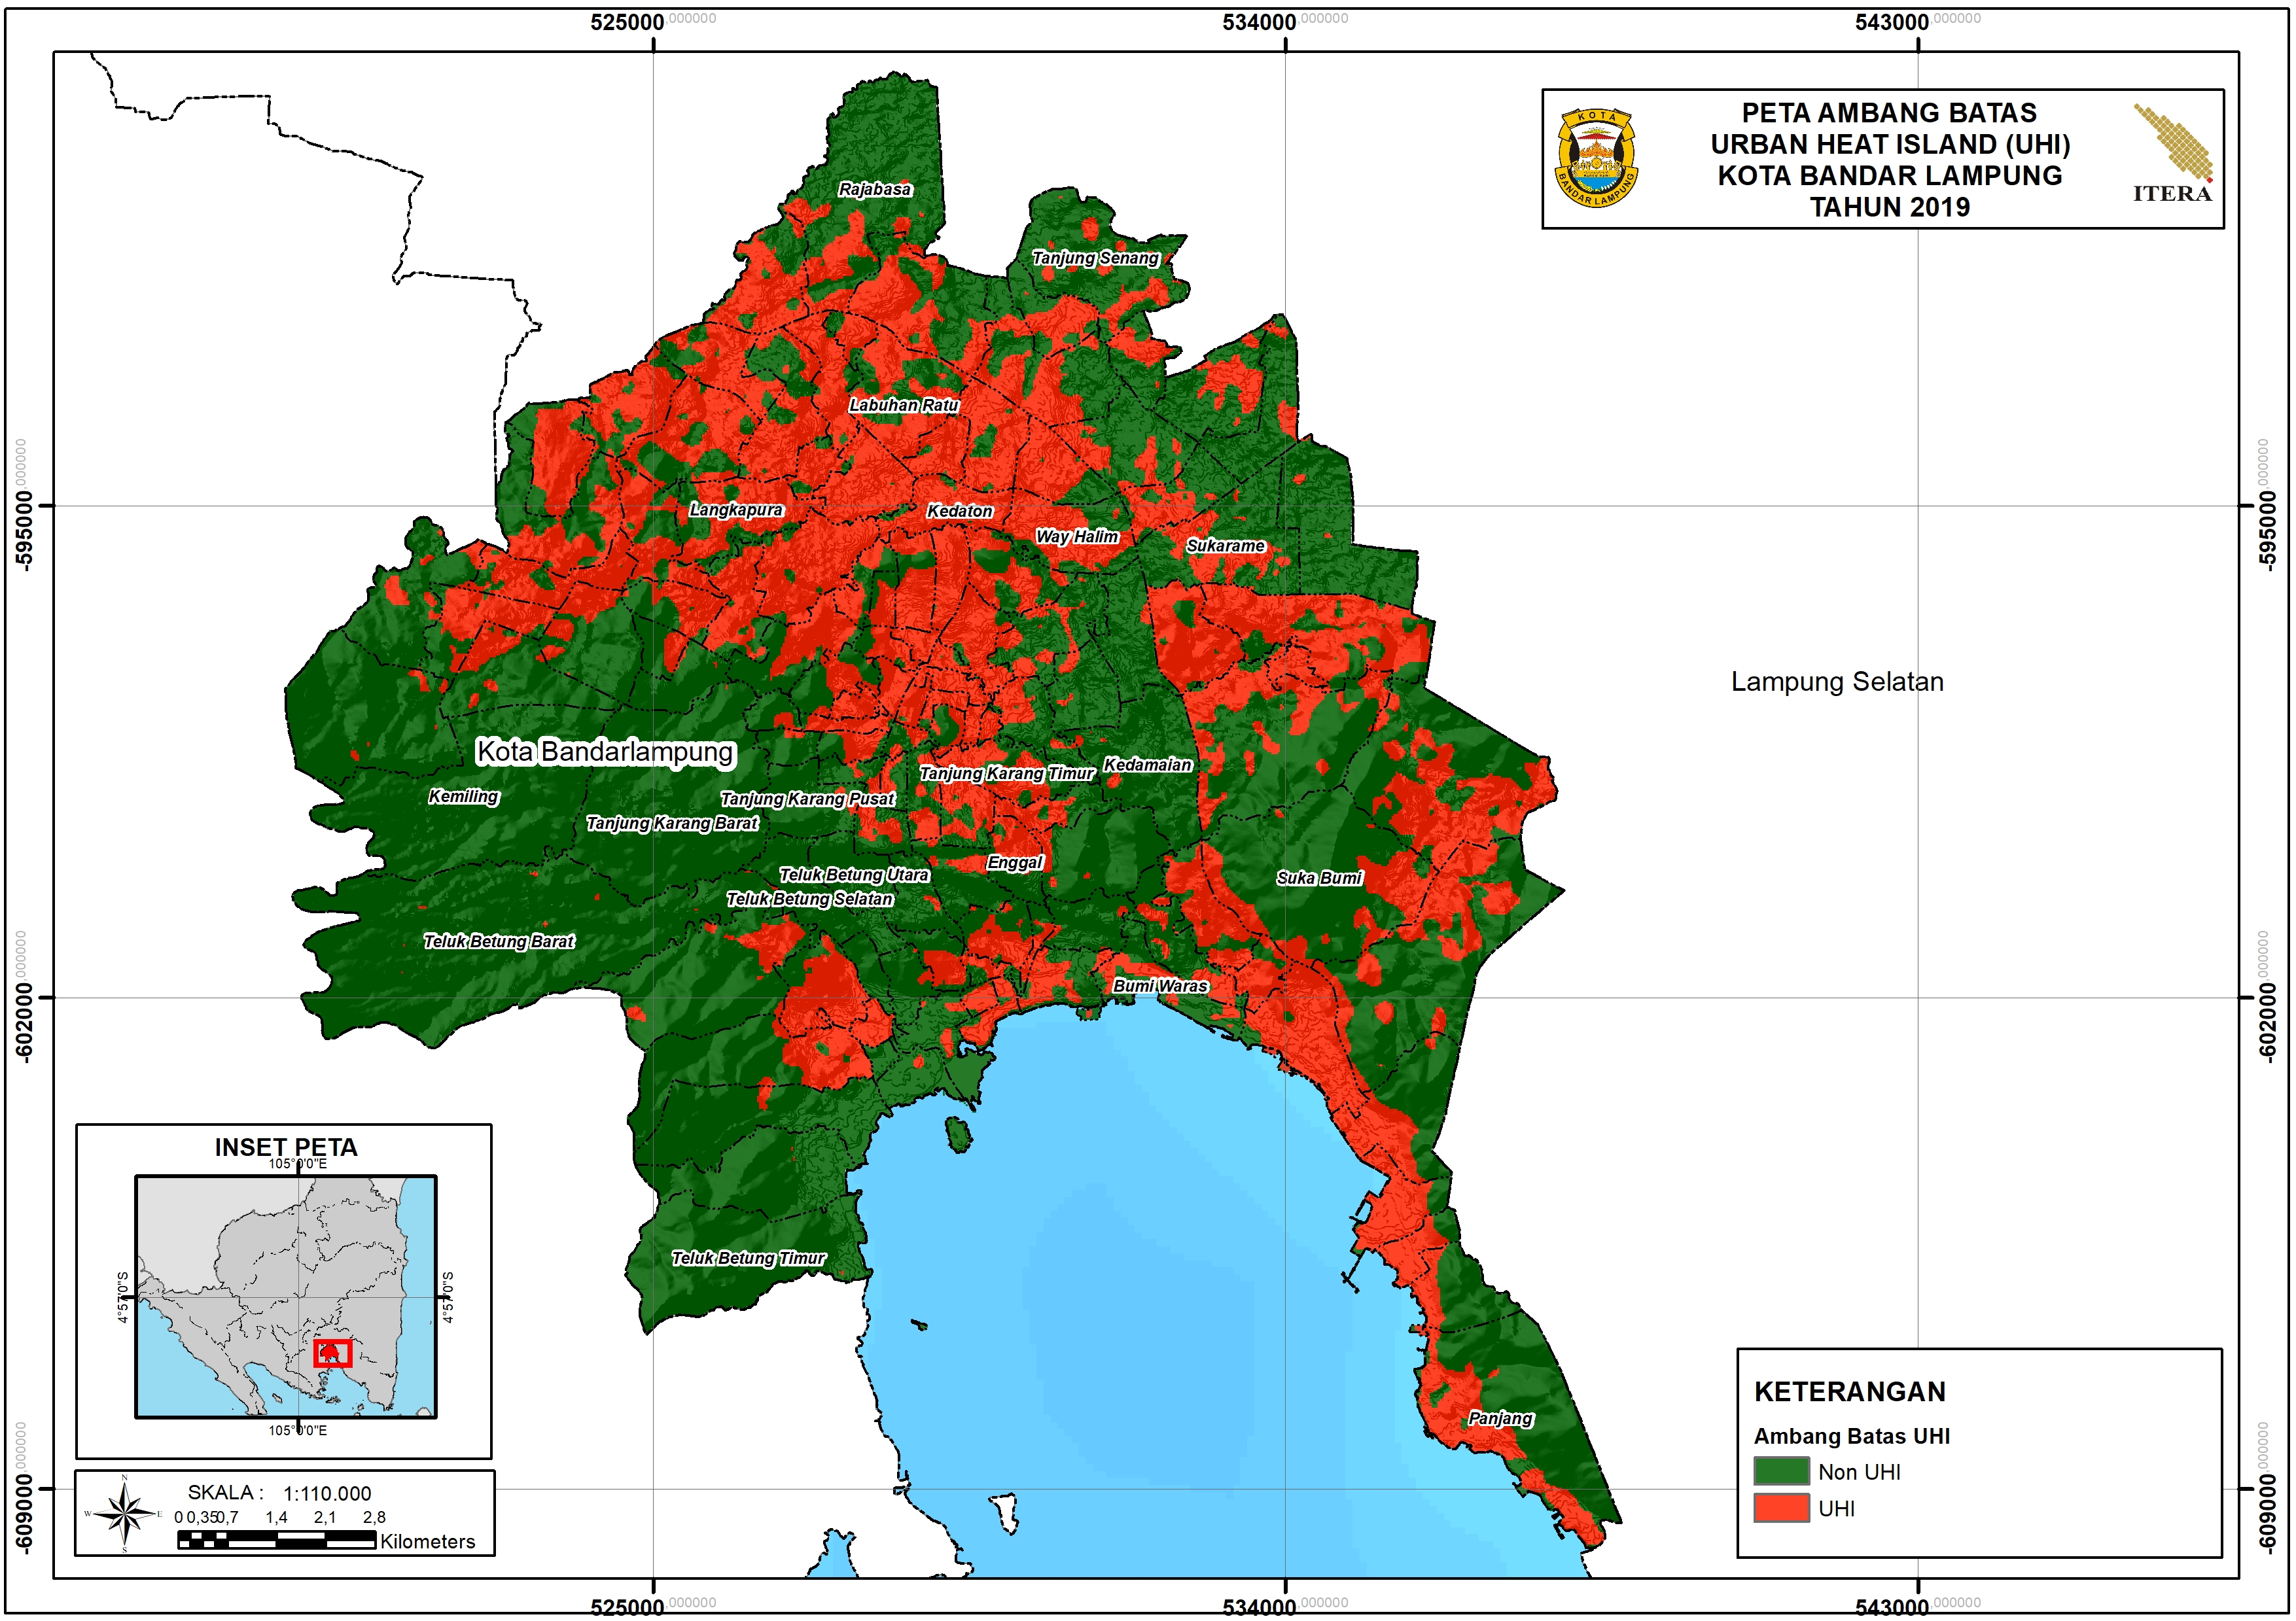 525000,000000
534000,000000
543000,000000
PETA AMBANG BATAS
URBAN HEAT ISLAND (UHI)
KOTA BANDAR LAMPUNG
TAHUN 2019
KOTA
BANDAR LAMPUNG
ITERA
Rajabasa
Tanjung Senang
Labuhan Ratu
-595000,000000
-595000,000000
Langkapura
Kedaton
Way Halim
Sukarame
Lampung Selatan
Kota Bandarlampung
Kedamaian
Tanjung Karang Timur
Kemiling
Tanjung Karang Pusat
Tanjung Karang Barat
Enggal
Teluk Betung Utara
Suka Bumi
Teluk Betung Selatan
Teluk Betung Barat
Bumi Waras
-602000,000000
-602000,000000
Teluk Betung Timur
Panjang
INSET PETA
105°0'0"E
4°57'0"S
4°57'0"S
105°0'0"E
N
W
E
S
SKALA : 1:110.000
0 0,35 0,7 1,4 2,1 2,8
Kilometers
KETERANGAN
Ambang Batas UHI
Non UHI
UHI
-609000,000000
-609000,000000
525000,000000
534000,000000
543000,000000